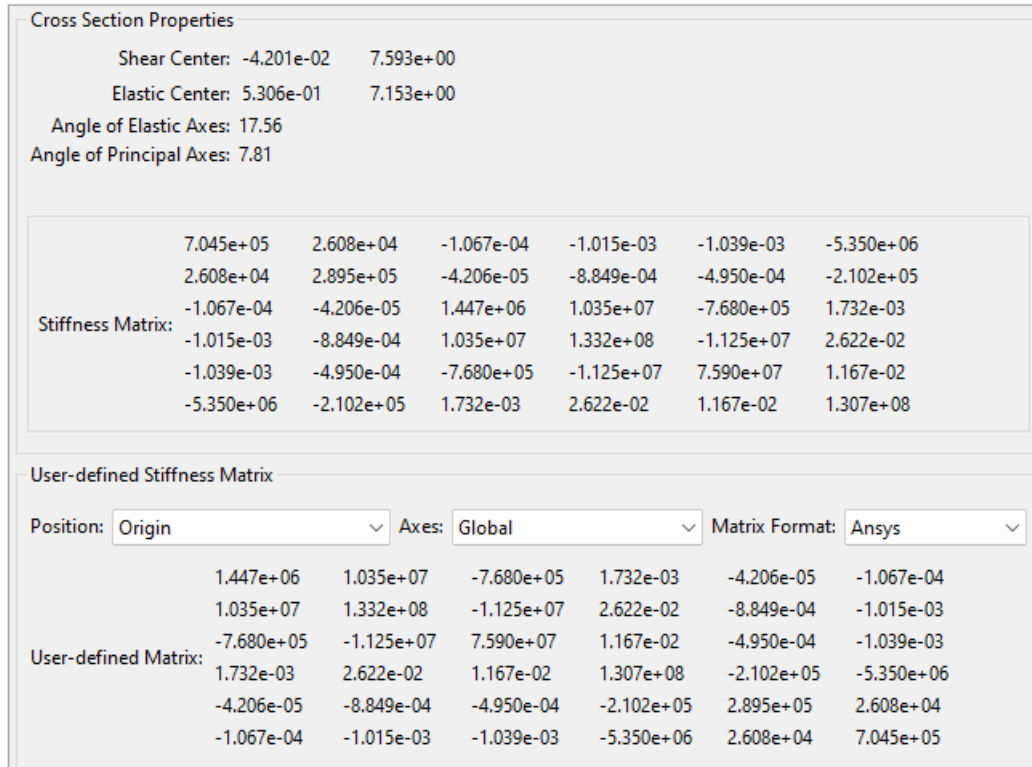 Cross Section Properties
Shear Center: -4.201e-02 7.593e+00
Elastic Center: 5.306e-01 7.153e+00
Angle of Elastic Axes: 17.56
Angle of Principal Axes: 7.81
7.045e+05 2.608e+04 -1.067e-04 -1.015e-03 -1.039e-03 -5.350e+06
2.608e+04 2.895e+05 -4.206e-05 -8.849e-04 -4.950e-04 -2.102e+05
-1.067e-04 -4.206e-05 1.447e+06 1.035e+07 -7.680e+05 1.732e-03
Stiffness Matrix:
-1.015e-03 -8.849e-04 1.035e+07 1.332e+08 -1.125e+07 2.622e-02
-1.039e-03 -4.950e-04 -7.680e+05 -1.125e+07 7.590e+07 1.167e-02
-5.350e+06 -2.102e+05 1.732e-03 2.622e-02 1.167e-02 1.307e+08
User-defined Stiffness Matrix
Position: Origin Axes: Global Matrix Format: Ansys
1.447e+06 1.035e+07 -7.680e+05 1.732e-03 -4.206e-05 -1.067e-04
1.035e+07 1.332e+08 -1.125e+07 2.622e-02 -8.849e-04 -1.015e-03
-7.680e+05 -1.125e+07 7.590e+07 1.167e-02 -4.950e-04 -1.039e-03
User-defined Matrix:
1.732e-03 2.622e-02 1.167e-02 1.307e+08 -2.102e+05 -5.350e+06
-4.206e-05 -8.849e-04 -4.950e-04 -2.102e+05 2.895e+05 2.608e+04
-1.067e-04 -1.015e-03 -1.039e-03 -5.350e+06 2.608e+04 7.045e+05